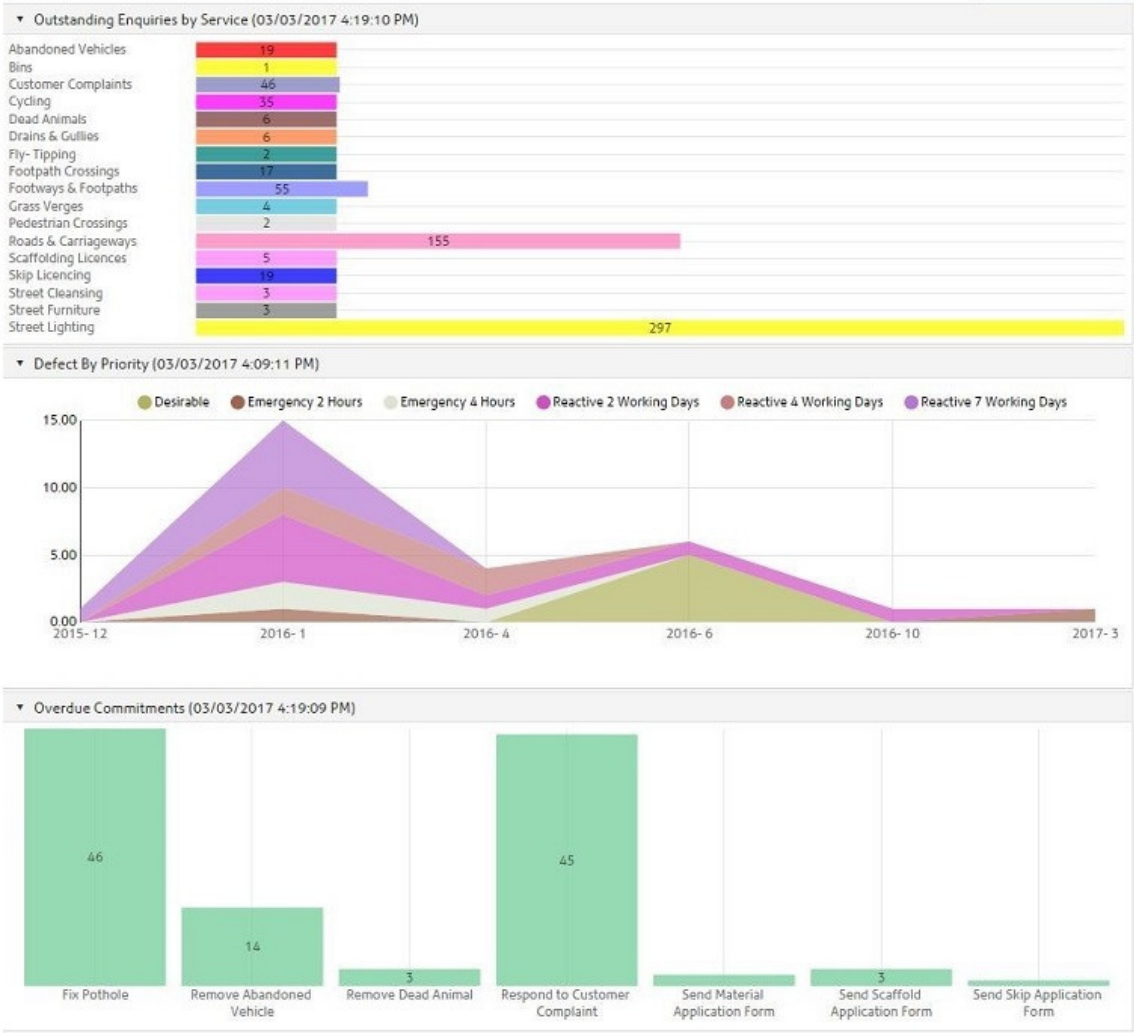 Outstanding Enquiries by Service (03/03/2017 4:19:10 PM)
Abandoned Vehicles 19
Bins 1
Customer Complaints 46
Cycling 35
Dead Animals 6
Drains & Gullies 6
Fly- Tipping 2
Footpath Crossings 17
Footways & Footpaths 55
Grass Verges 4
Pedestrian Crossings 2
Roads & Carriageways 155
Scaffolding Licences 5
Skip Licencing 19
Street Cleansing 3
Street Furniture 3
Street Lighting 297
Defect By Priority (03/03/2017 4:09:11 PM)
Desirable Emergency 2 Hours Emergency 4 Hours Reactive 2 Working Days Reactive 4 Working Days Reactive 7 Working Days
15.00
10.00
5.00
0.00
2015- 12 2016- 1 2016- 4 2016- 6 2016- 10 2017- 3
Overdue Commitments (03/03/2017 4:19:09 PM)
46 45
14
3 3
Fix Pothole Remove Abandoned Remove Dead Animal Respond to Customer Send Material Send Scaffold Send Skip Application
Vehicle Complaint Application Form Application Form Form